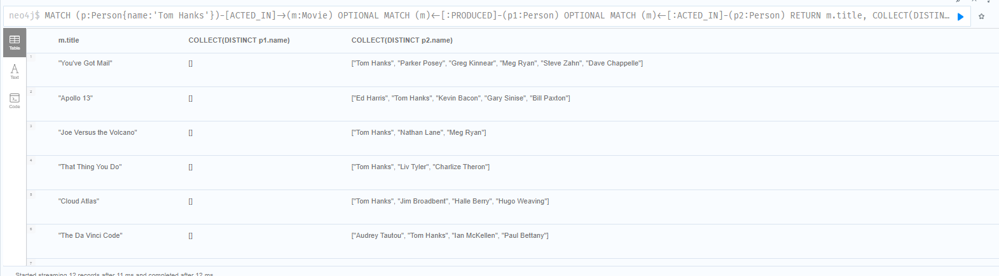 neo4j$ MATCH (p:Person{name:'Tom Hanks'})-[ACTED_IN]→(m:Movie) OPTIONAL MATCH (m)←[:PRODUCED]-(p1:Person) OPTIONAL MATCH (m)←[:ACTED_IN]-(p2:Person) RETURN m.title, COLLECT(DISTIN…
Table
Text
Code
m.title COLLECT(DISTINCT p1.name) COLLECT(DISTINCT p2.name)
1 "You've Got Mail" [] ["Tom Hanks", "Parker Posey", "Greg Kinnear", "Meg Ryan", "Steve Zahn", "Dave Chappelle"]
2 "Apollo 13" [] ["Ed Harris", "Tom Hanks", "Kevin Bacon", "Gary Sinise", "Bill Paxton"]
3 "Joe Versus the Volcano" [] ["Tom Hanks", "Nathan Lane", "Meg Ryan"]
4 "That Thing You Do" [] ["Tom Hanks", "Liv Tyler", "Charlize Theron"]
5 "Cloud Atlas" [] ["Tom Hanks", "Jim Broadbent", "Halle Berry", "Hugo Weaving"]
6 "The Da Vinci Code" [] ["Audrey Tautou", "Tom Hanks", "Ian McKellen", "Paul Bettany"]
7
Started streaming 12 records after 11 ms and completed after 12 ms.